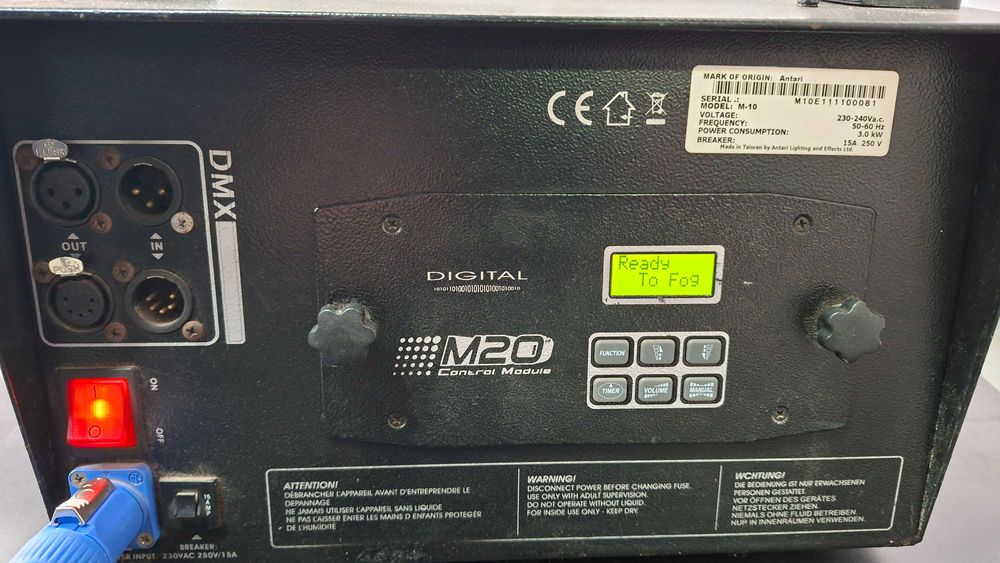 MARK OF ORIGIN: Antari
SERIAL .: M10E111100081
MODEL: M-10
VOLTAGE: 230-240Va.c.
FREQUENCY: 50-60 Hz
POWER CONSUMPTION: 3.0 kW
BREAKER: 15A 250 V
Made in Taiwan by Antari Lighting and Effects Ltd.
CE
DMX
OUT
IN
PUSH
DIGITAL
Ready
To Fog
M20
Control Module
FUNCTION
TIMER
VOLUME
MANUAL
ON
OFF
15
AMP
BREAKER:
230VAC 250V/15A
INPUT
ATTENTION!
DÉBRANCHER L'APPAREIL AVANT D'ENTREPRENDRE LE
DEPANNAGE
NE JAMAIS UTILISER L'APPAREIL SANS LIQUIDE
NE PAS LAISSER ENTER LES MAINS D ENFANTS PROTEGER
DE L'HUMIDITÉ
WARNING!
DISCONNECT POWER BEFORE CHANGING FUSE.
USE ONLY WITH ADULT SUPERVISION.
DO NOT OPERATE WITHOUT LIQUID
FOR INSIDE USE ONLY - KEEP DRY.
WCHTUNG!
DIE BEDIENUNG IST NUR ERWACHSENEN
PERSONEN GESTATTET.
VOR ÖFFNEN DES GERÄTES
NETZSTECKER ZIEHEN.
NIEMALS OHNE FLUID BETREIBEN.
NUR IN INNENRÄUMEN VERWENDEN.